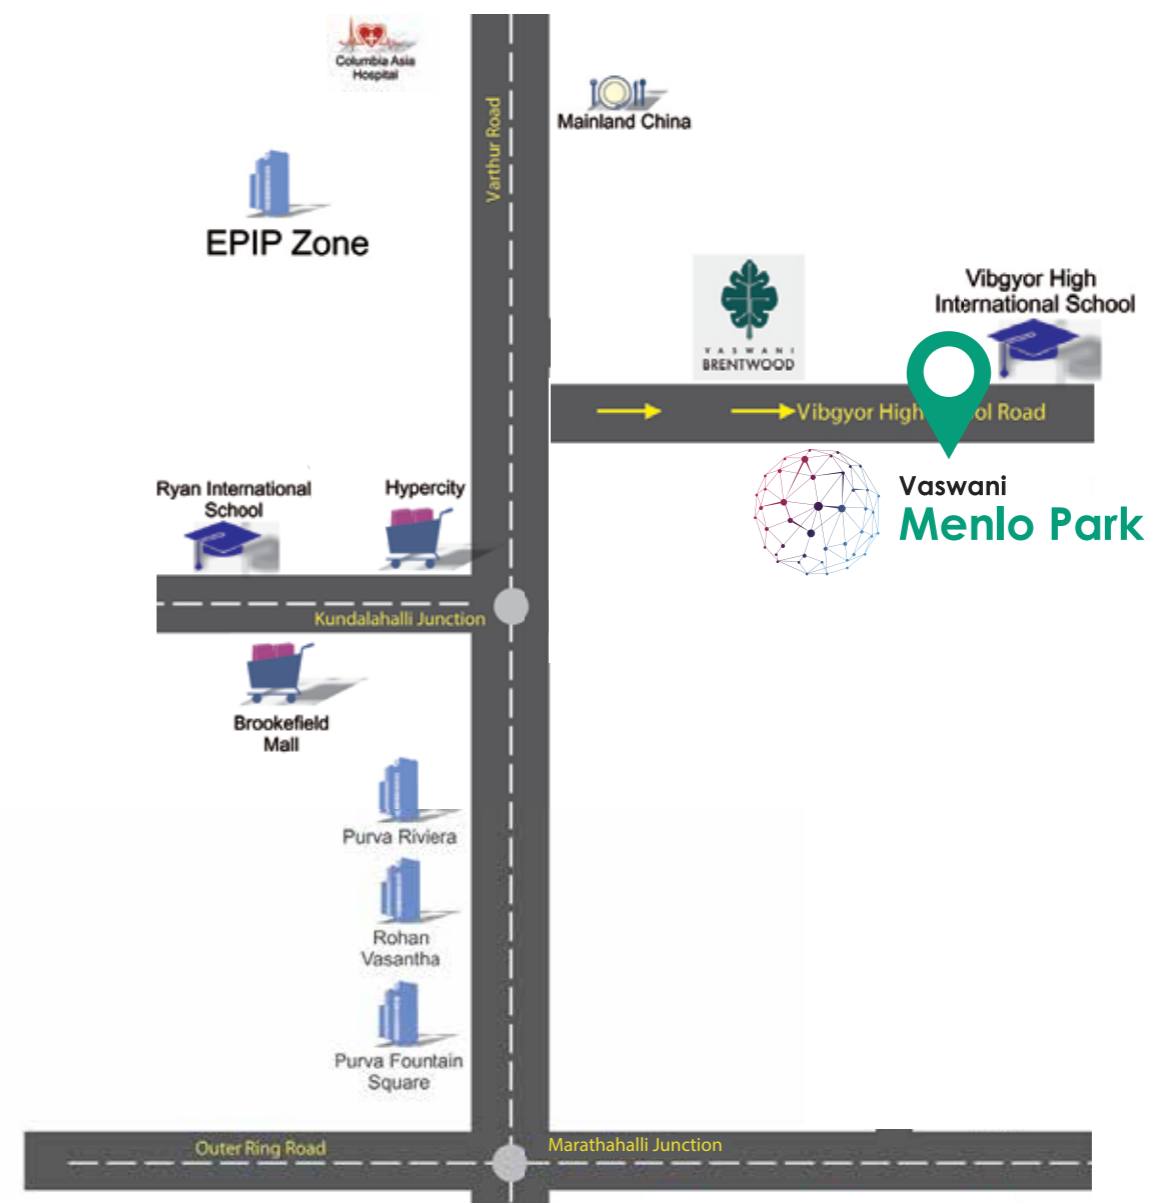 Columbia Asia
Hospital
Varthur Road
Mainland China
EPIP Zone
VASWANI
BRENTWOOD
Vibgyor High
International School
Vibgyor High
ol Road
Vaswani
Menlo Park
Ryan International
School
Hypercity
Kundalahalli Junction
Brookefield
Mall
Purva Riviera
Rohan
Vasantha
Purva Fountain
Square
Outer Ring Road
Marathahalli Junction